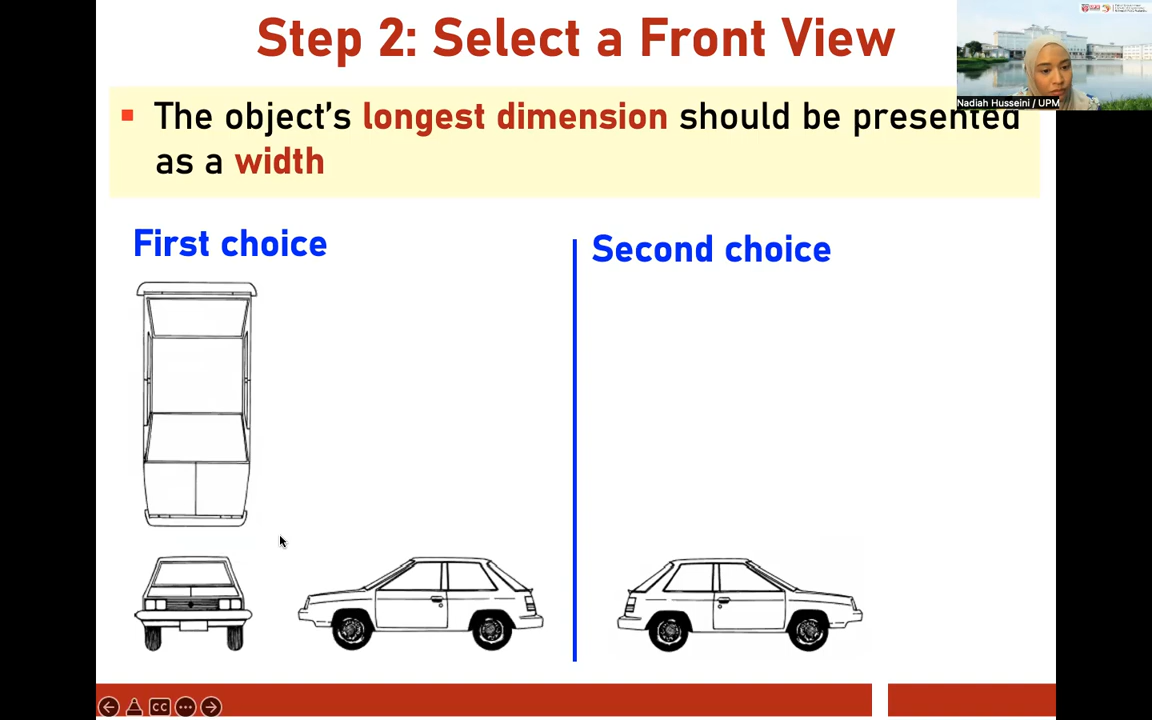 Step 2: Select a Front View
The object's longest dimension should be presented
as a width
First choice
Second choice
Nadiah Husseini / UPM
CC